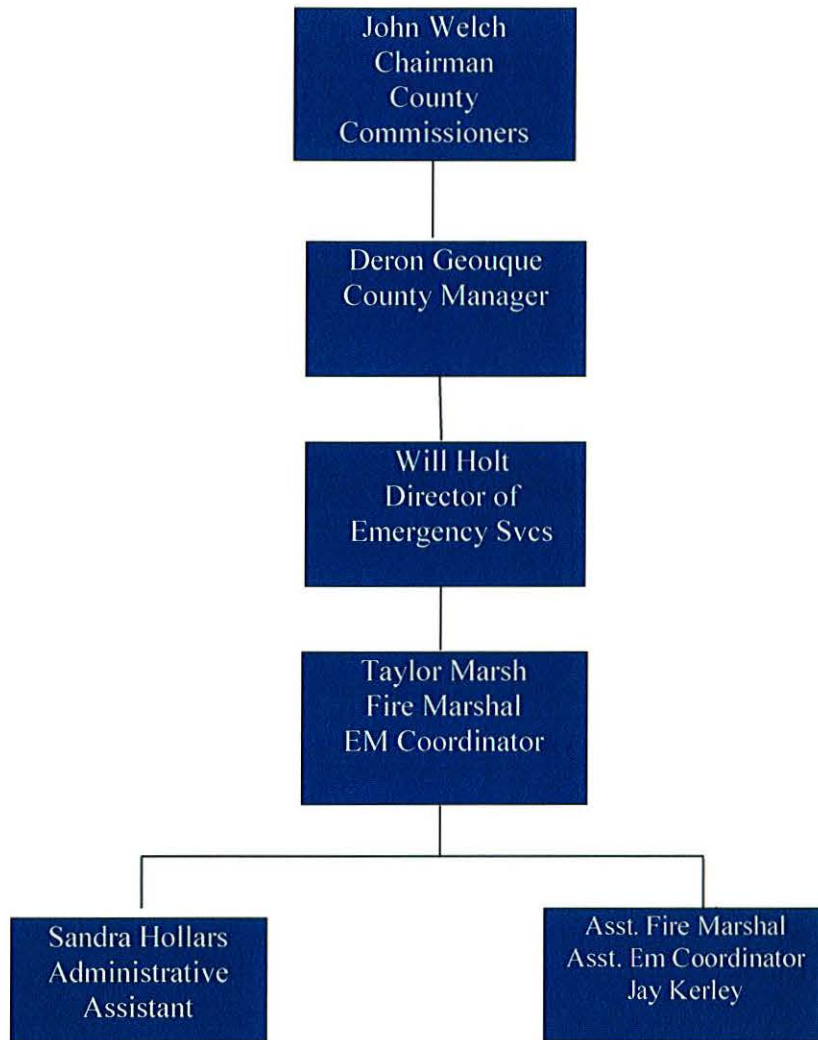 John Welch
Chairman
County
Commissioners
Deron Geouque
County Manager
Will Holt
Director of
Emergency Svcs
Taylor Marsh
Fire Marshal
EM Coordinator
Sandra Hollars
Administrative
Assistant
Asst. Fire Marshal
Asst. Em Coordinator
Jay Kerley